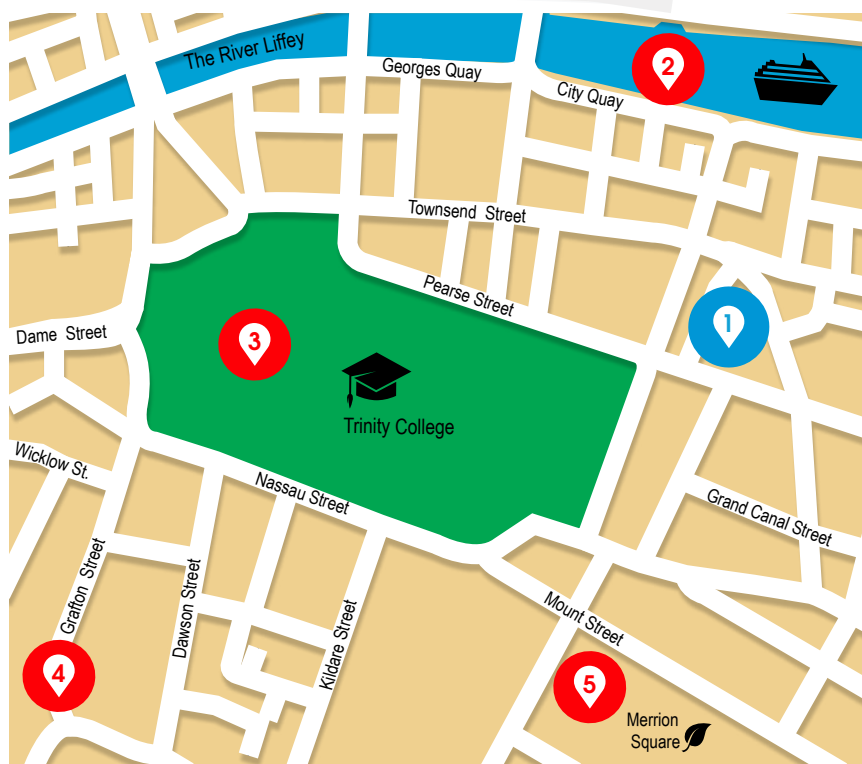 The River Liffey
Georges Quay
2
City Quay
Townsend Street
Pearse Street
1
Dame Street
3
Trinity College
Wicklow St.
Nassau Street
Grand Canal Street
Grafton Street
Dawson Street
Kildare Street
Mount Street
4
5
Merrion
Square